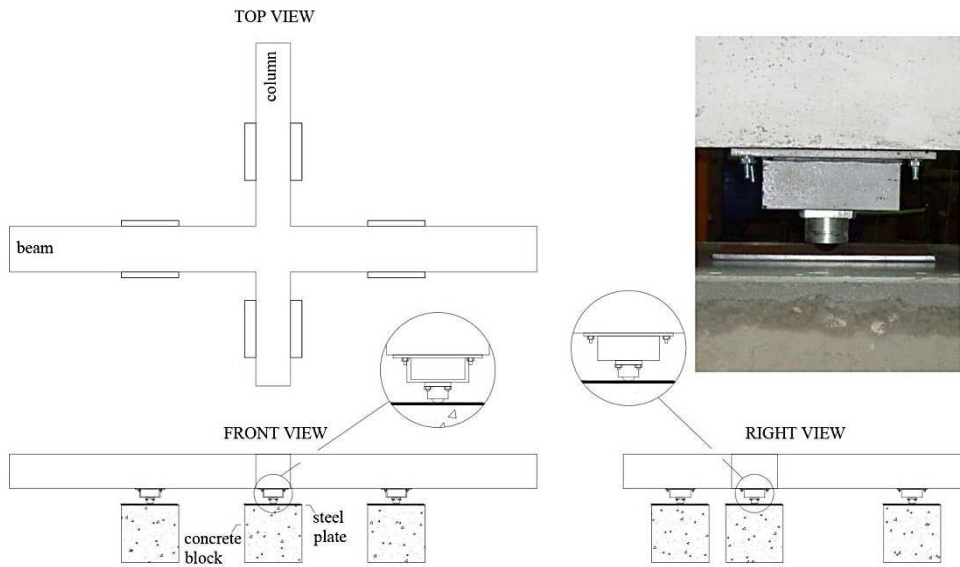 TOP VIEW
column
beam
FRONT VIEW
RIGHT VIEW
steel
plate
concrete
block